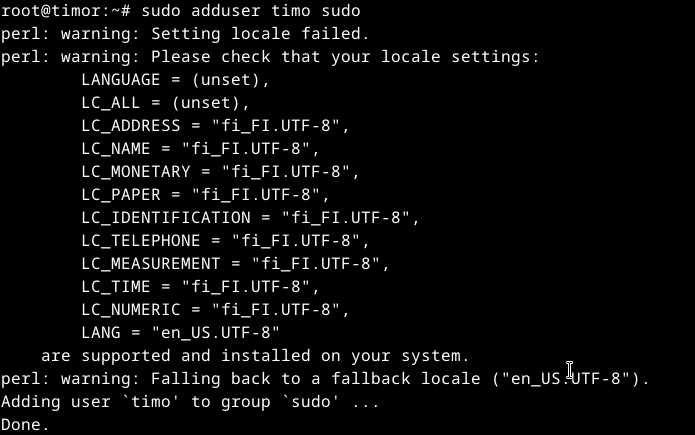 root@timor:~# sudo adduser timo sudo
perl: warning: Setting locale failed.
perl: warning: Please check that your locale settings:
        LANGUAGE = (unset),
        LC_ALL = (unset),
        LC_ADDRESS = "fi_FI.UTF-8",
        LC_NAME = "fi_FI.UTF-8",
        LC_MONETARY = "fi_FI.UTF-8",
        LC_PAPER = "fi_FI.UTF-8",
        LC_IDENTIFICATION = "fi_FI.UTF-8",
        LC_TELEPHONE = "fi_FI.UTF-8",
        LC_MEASUREMENT = "fi_FI.UTF-8",
        LC_TIME = "fi_FI.UTF-8",
        LC_NUMERIC = "fi_FI.UTF-8",
        LANG = "en_US.UTF-8"
    are supported and installed on your system.
perl: warning: Falling back to a fallback locale ("en_US.UTF-8").
Adding user `timo' to group `sudo' ...
Done.